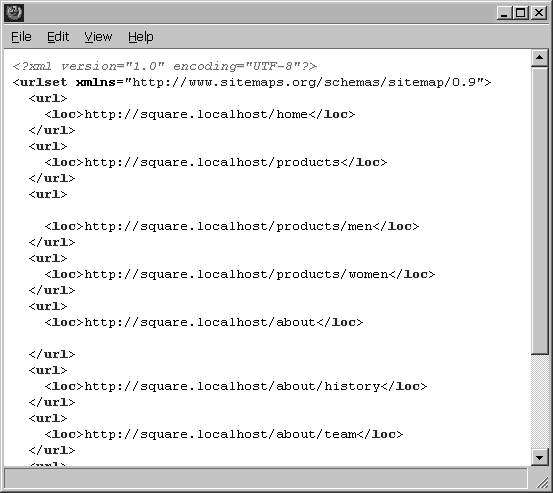 File Edit View Help
<?xml version="1.0" encoding="UTF-8"?>
<urlset xmlns="http://www.sitemaps.org/schemas/sitemap/0.9">
  <url>
    <loc>http://square.localhost/home</loc>
  </url>
  <url>
    <loc>http://square.localhost/products</loc>
  </url>
  <url>

    <loc>http://square.localhost/products/men</loc>
  </url>
  <url>
    <loc>http://square.localhost/products/women</loc>
  </url>
  <url>
    <loc>http://square.localhost/about</loc>

  </url>
  <url>
    <loc>http://square.localhost/about/history</loc>
  </url>
  <url>
    <loc>http://square.localhost/about/team</loc>
  </url>
  <url>